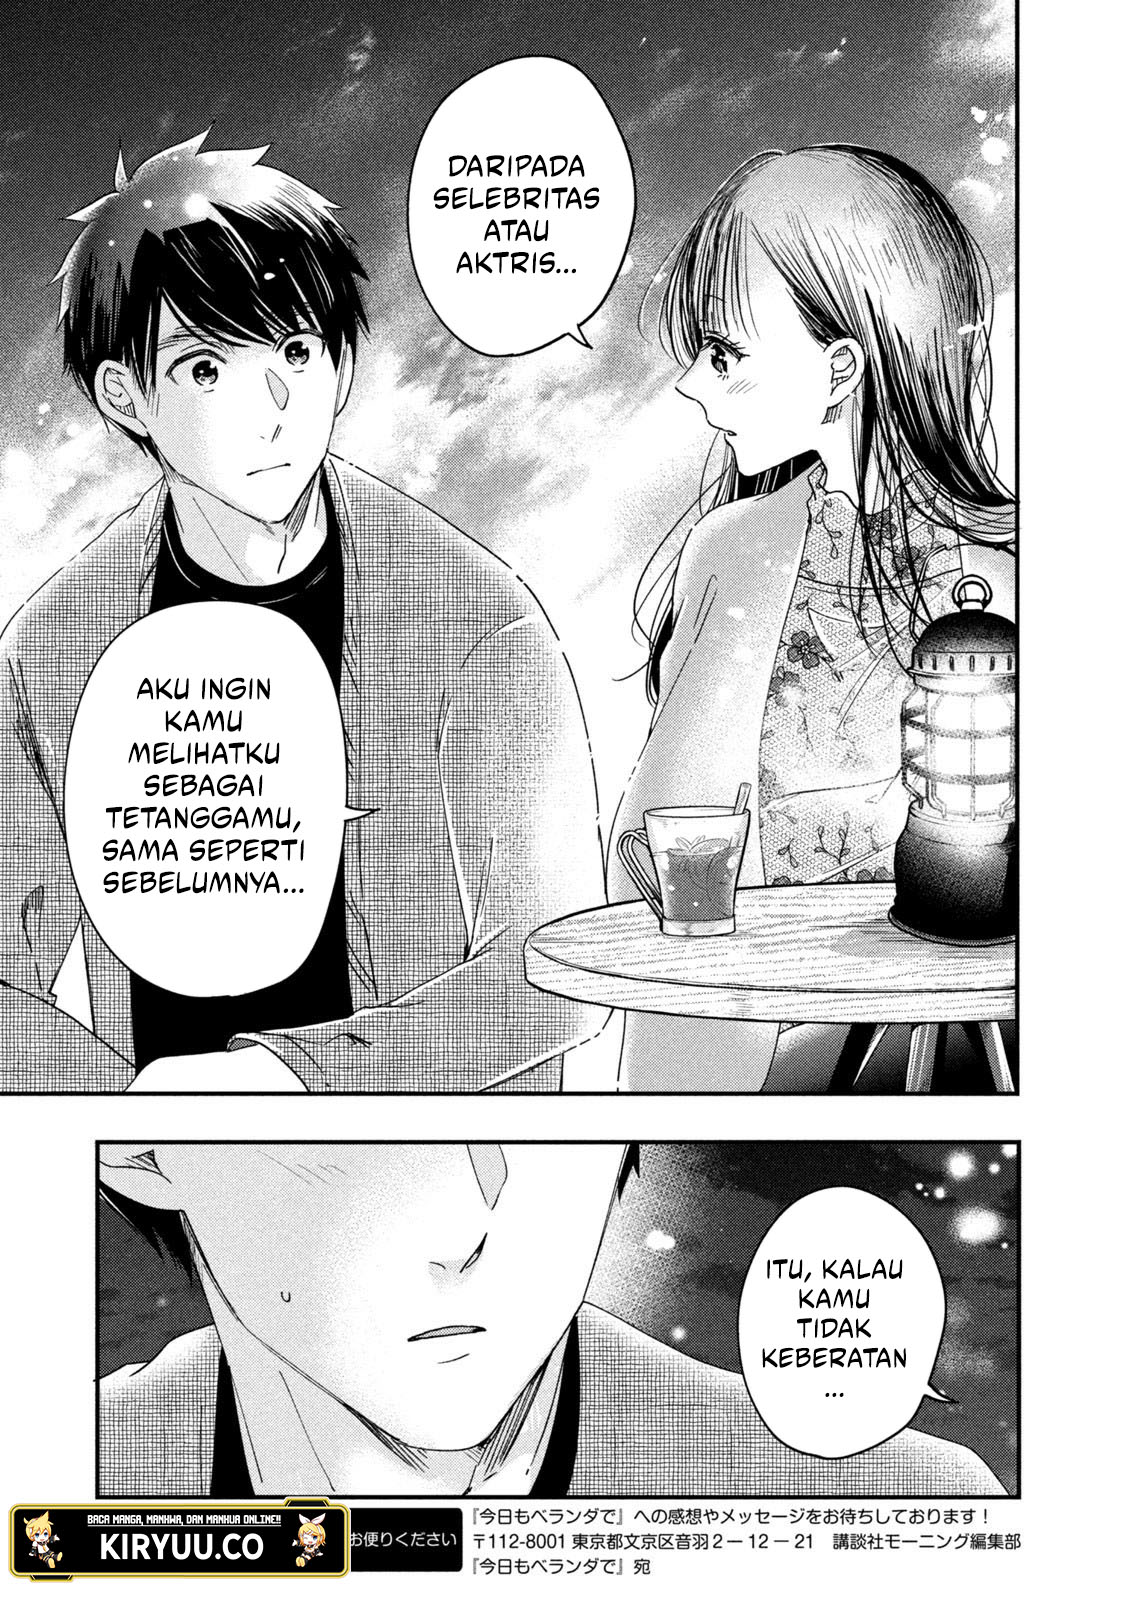 DARIPADA
SELEBRITAS
ATAU
AKTRIS...
AKU INGIN
KAMU
MELIHATKU
SEBAGAI
TETANGGAMU,
SAMA SEPERTI
SEBELUMNYA...
ITU, KALAU
KAMU
TIDAK
KEBERATAN
...
BACA MANGA, MANHWA, DAN MANHUA ONLINE!!
KIRYUU.CO
お便りください
『今日もベランダで』への感想やメッセージをお待ちしております！
〒112-8001 東京都文京区音羽2－12－21　講談社モーニング編集部
『今日もベランダで』宛